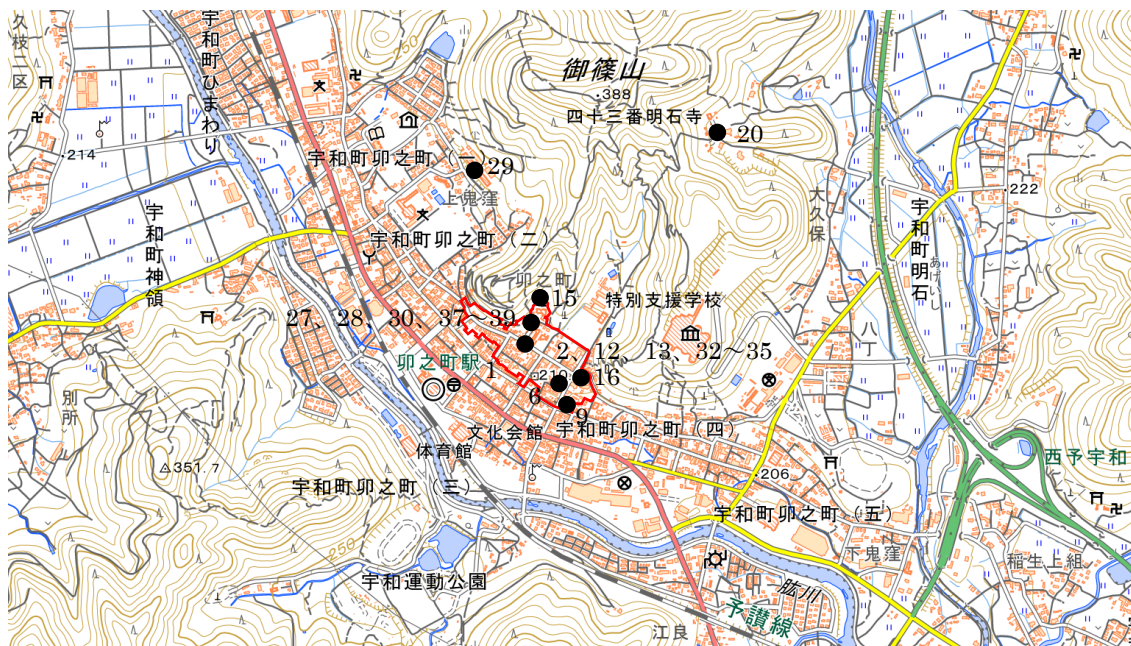 久枝二区
宇和町ひまわり
250
御篠山
388
四十三番明石寺
20
214
宇和町卯之町（一
29
上鬼窪
大久保
222
宇和町神領
宇和町卯之町（二）
宇和町明石
あげいし
卯之町
15
特別支援学校
27、28、
30、37～39
2、12、13、32～35
八丁
卯之町駅
1
210
16
別所
6
9
文化会館
宇和町卯之町（四）
体育館
351.7
206
西予宇和
宇和町卯之町（三）
宇和町卯之町（五）
250
下鬼窪
稲生上組
宇和運動公園
肱川
予讃線
江良